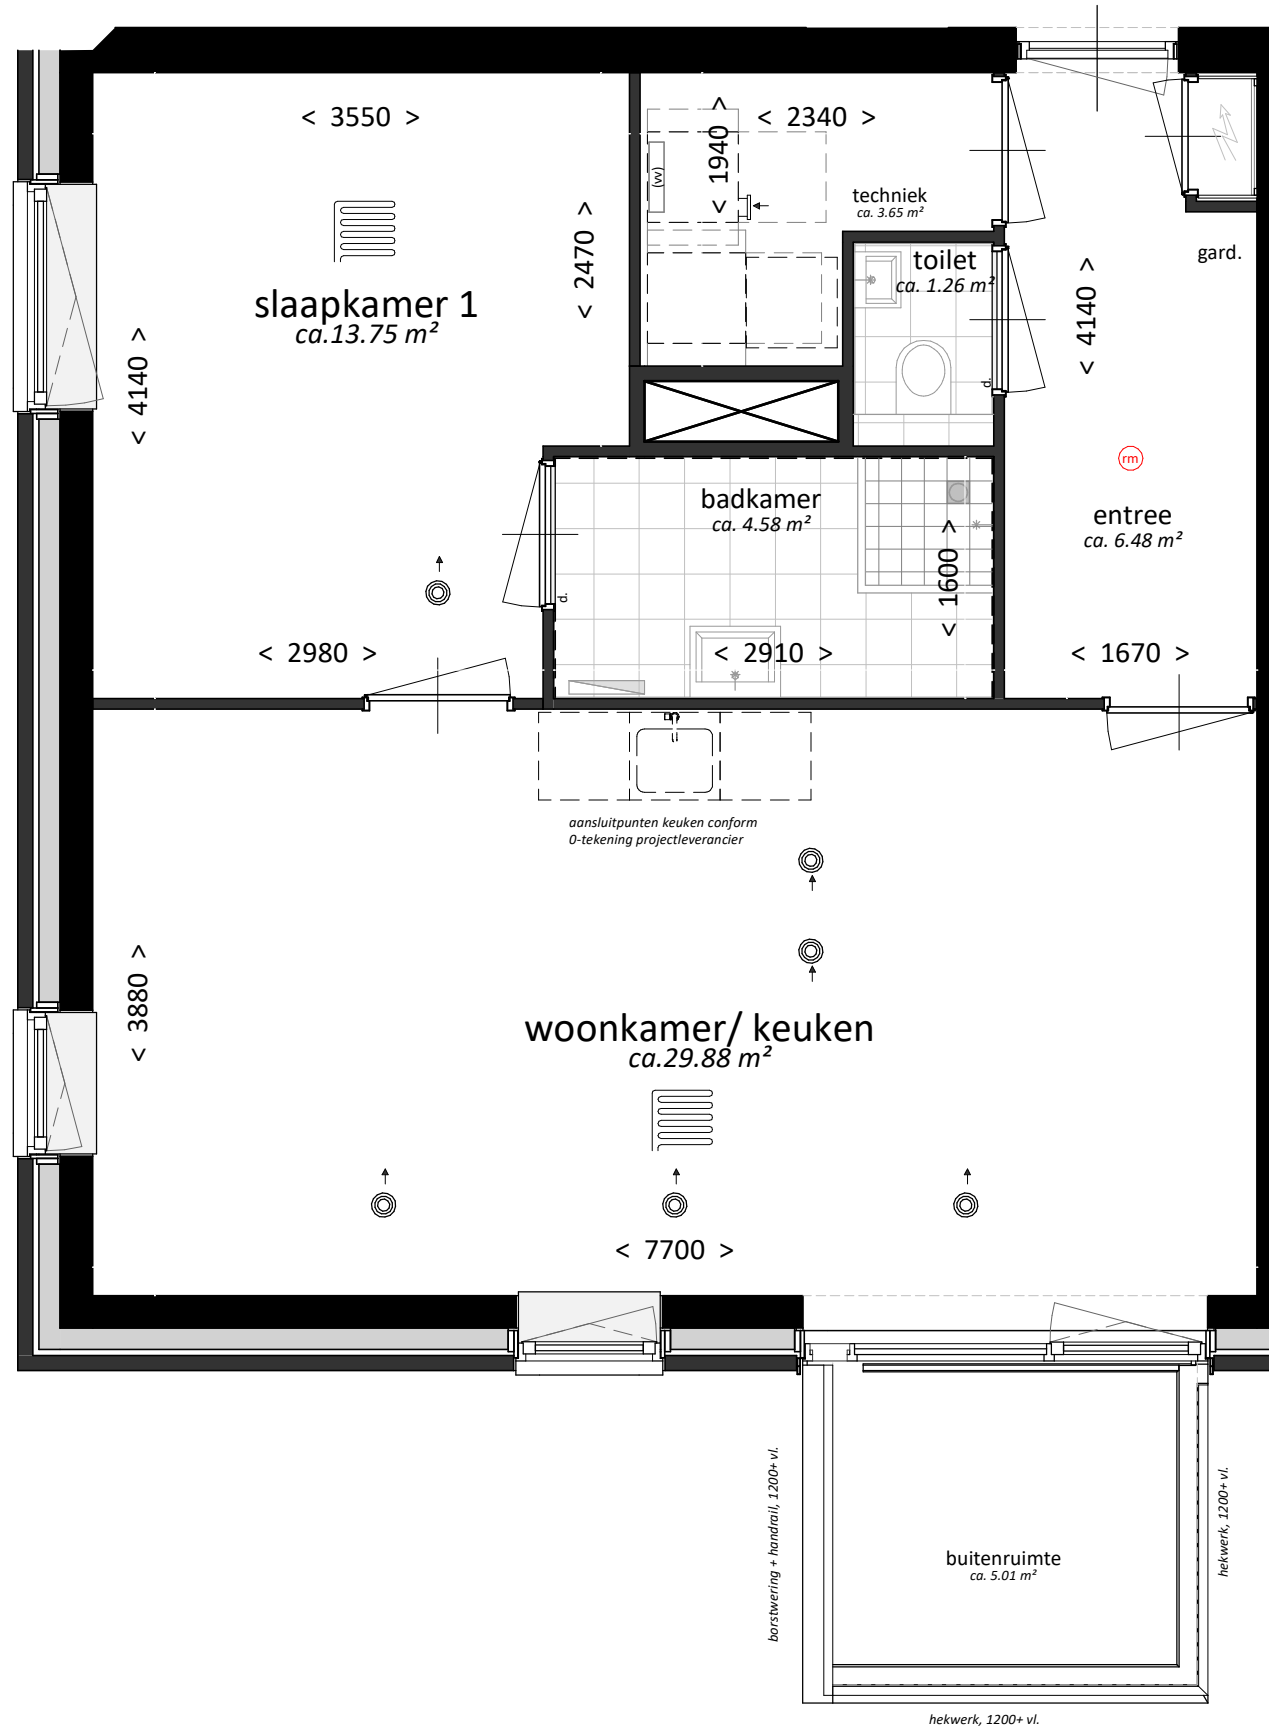 < 3550 >
< 1940 >
< 2340 >
(vv)
techniek
ca. 3.65 m²
< 2470 >
toilet
ca. 1.26 m²
gard.
slaapkamer 1
ca.13.75 m²
< 4140 >
< 4140 >
d.
rm
badkamer
ca. 4.58 m²
entree
ca. 6.48 m²
< 1600 >
d.
< 2980 >
< 2910 >
< 1670 >
aansluitpunten keuken conform
0-tekening projectleverancier
< 3880 >
woonkamer/ keuken
ca.29.88 m²
< 7700 >
borstwering + handrail, 1200+ vl.
hekwerk, 1200+ vl.
buitenruimte
ca. 5.01 m²
hekwerk, 1200+ vl.